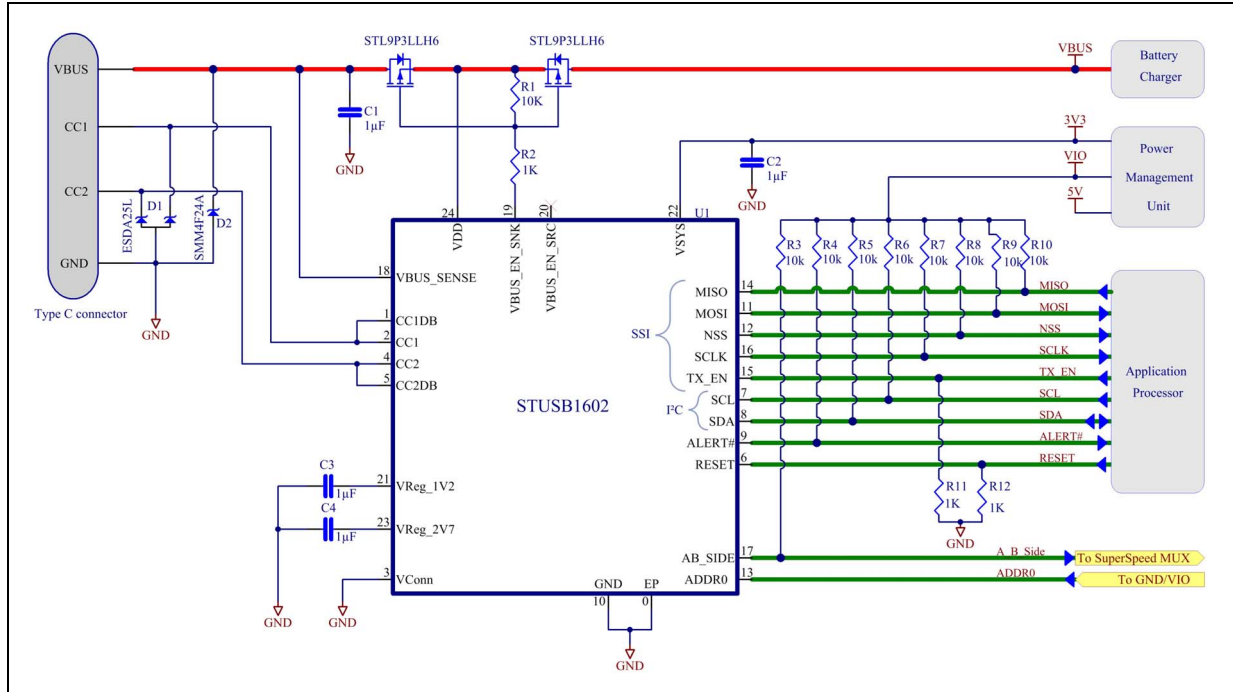 STL9P3LLH6
STL9P3LLH6
VBUS
VBUS
Battery
Charger
R1
10K
C1
1µF
GND
CC1
3V3
R2
1K
C2
1µF
GND
VIO
Power
Management
Unit
5V
CC2
ESDA25L
D1
SMM4F24A
D2
GND
Type C connector
GND
24
19
20
22
U1
VDD
VBUS_EN_SNK
VBUS_EN_SRC
VSYS
R3
10k
R4
10k
R5
10k
R6
10k
R7
10k
R8
10k
R9
10k
R10
10k
18
VBUS_SENSE
1
CC1DB
2
CC1
4
CC2
5
CC2DB
STUSB1602
SSI
I²C
MISO
14
MISO
MOSI
11
MOSI
NSS
12
NSS
SCLK
16
SCLK
TX_EN
15
TX_EN
SCL
7
SCL
SDA
8
SDA
ALERT#
9
ALERT#
RESET
6
RESET
Application
Processor
C3
1µF
21
VReg_1V2
C4
1µF
23
VReg_2V7
R11
1K
R12
1K
GND
AB_SIDE
17
A_B_Side
To SuperSpeed MUX
3
VConn
ADDR0
13
ADDR0
To GND/VIO
GND
EP
10
0
GND
GND
GND